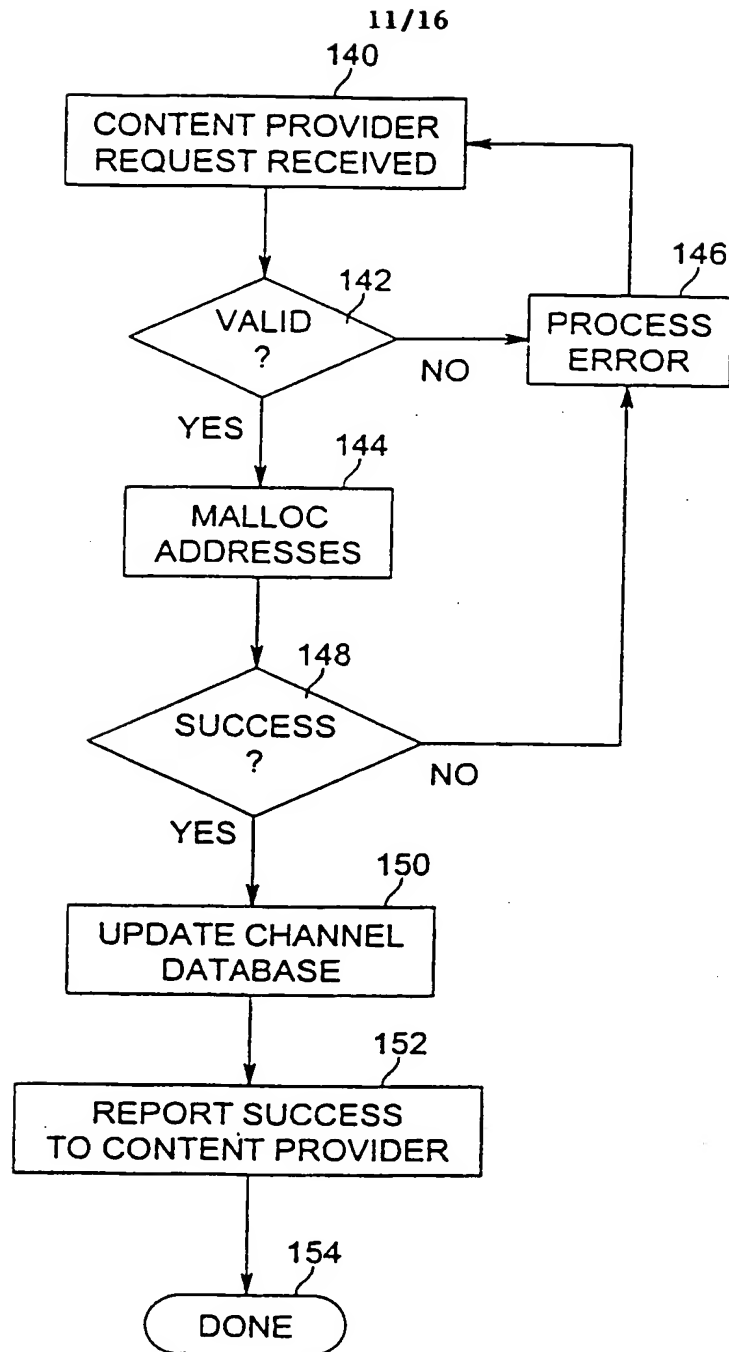 11/16
140
CONTENT PROVIDER
REQUEST RECEIVED
142
VALID
?
NO
146
PROCESS
ERROR
YES
144
MALLOC
ADDRESSES
148
SUCCESS
?
NO
YES
150
UPDATE CHANNEL
DATABASE
152
REPORT SUCCESS
TO CONTENT PROVIDER
154
DONE